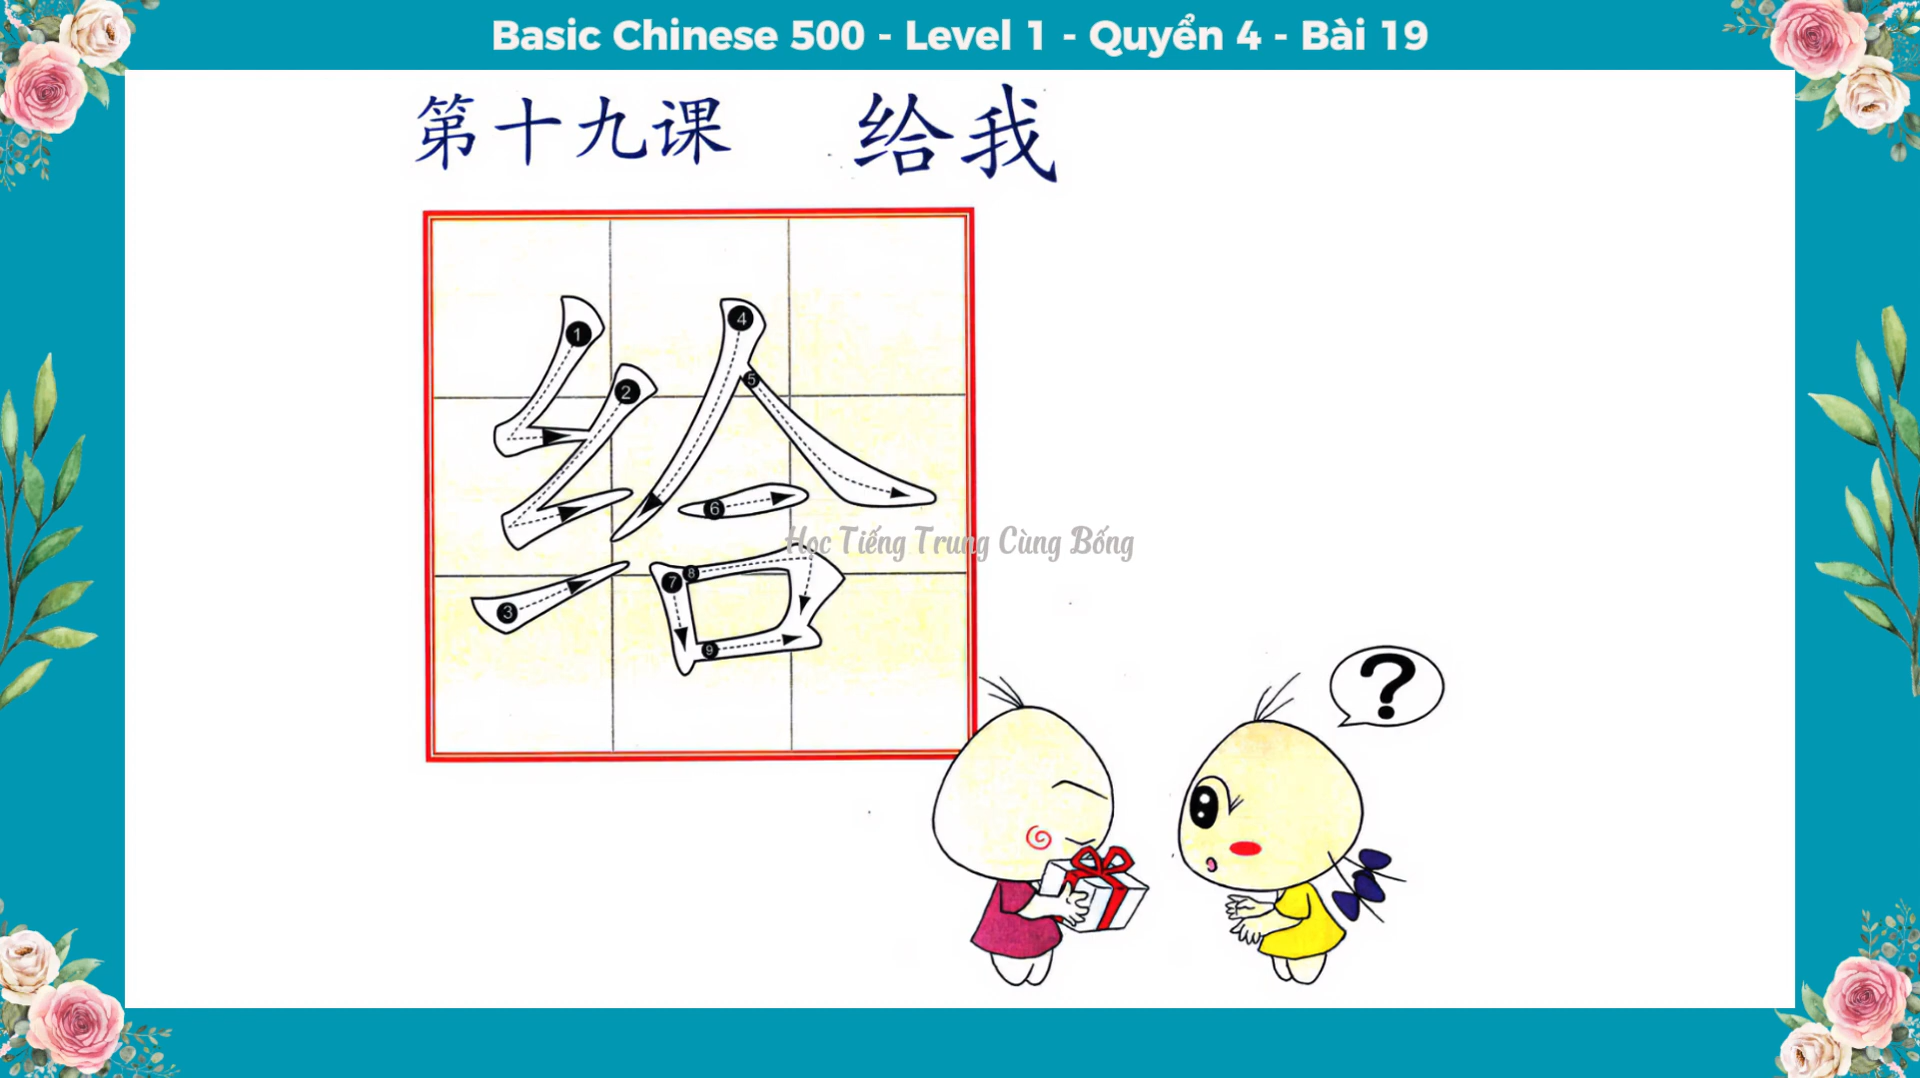 Basic Chinese 500 - Level 1 - Quyển 4 - Bài 19
第十九课 给我
给
1
2
3
4
5
6
7
8
9
Học Tiếng Trung Cùng Bống
?